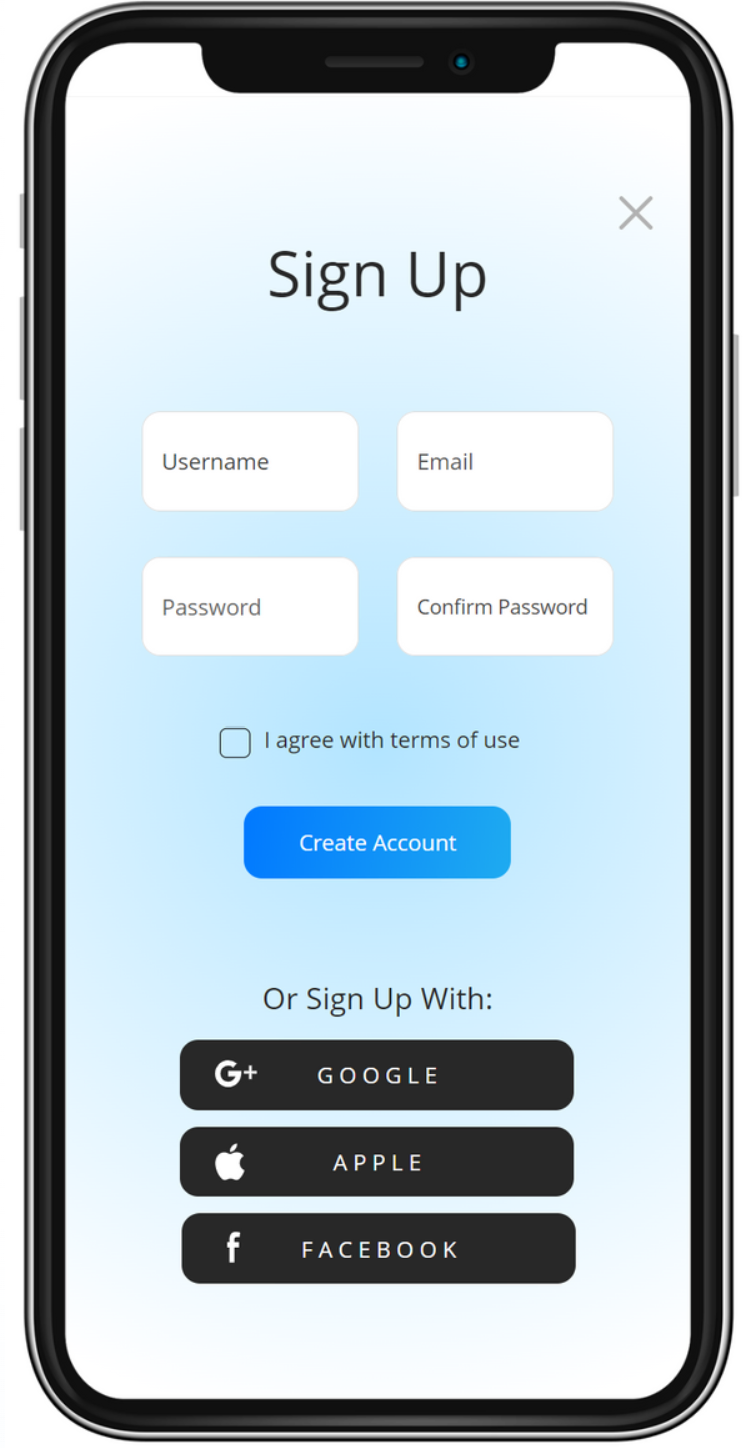 Sign Up
Username
Email
Password
Confirm Password
I agree with terms of use
Create Account
Or Sign Up With:
G+ GOOGLE
APPLE
f FACEBOOK